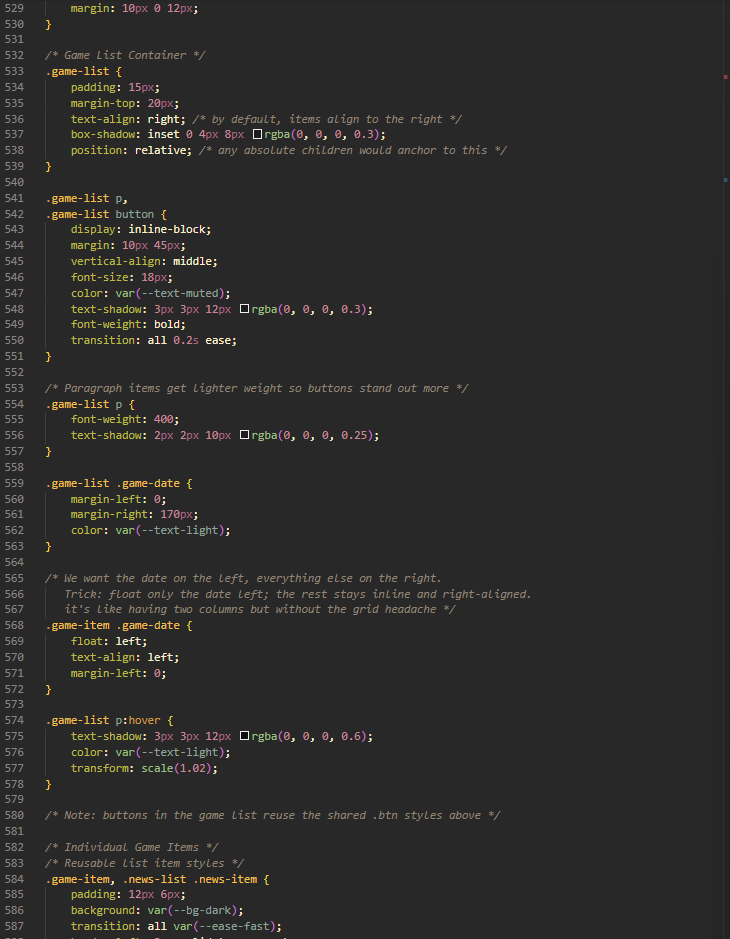 529 margin: 10px 0 12px;
530 }
531
532 /* Game List Container */
533 .game-list {
534 padding: 15px;
535 margin-top: 20px;
536 text-align: right; /* by default, items align to the right */
537 box-shadow: inset 0 4px 8px rgba(0, 0, 0, 0.3);
538 position: relative; /* any absolute children would anchor to this */
539 }
540
541 .game-list p,
542 .game-list button {
543 display: inline-block;
544 margin: 10px 45px;
545 vertical-align: middle;
546 font-size: 18px;
547 color: var(--text-muted);
548 text-shadow: 3px 3px 12px rgba(0, 0, 0, 0.3);
549 font-weight: bold;
550 transition: all 0.2s ease;
551 }
552
553 /* Paragraph items get lighter weight so buttons stand out more */
554 .game-list p {
555 font-weight: 400;
556 text-shadow: 2px 2px 10px rgba(0, 0, 0, 0.25);
557 }
558
559 .game-list .game-date {
560 margin-left: 0;
561 margin-right: 170px;
562 color: var(--text-light);
563 }
564
565 /* We want the date on the left, everything else on the right.
566 Trick: float only the date left; the rest stays inline and right-aligned.
567 it's like having two columns but without the grid headache */
568 .game-item .game-date {
569 float: left;
570 text-align: left;
571 margin-left: 0;
572 }
573
574 .game-list p:hover {
575 text-shadow: 3px 3px 12px rgba(0, 0, 0, 0.6);
576 color: var(--text-light);
577 transform: scale(1.02);
578 }
579
580 /* Note: buttons in the game list reuse the shared .btn styles above */
581
582 /* Individual Game Items */
583 /* Reusable list item styles */
584 .game-item, .news-list .news-item {
585 padding: 12px 6px;
586 background: var(--bg-dark);
587 transition: all var(--ease-fast);